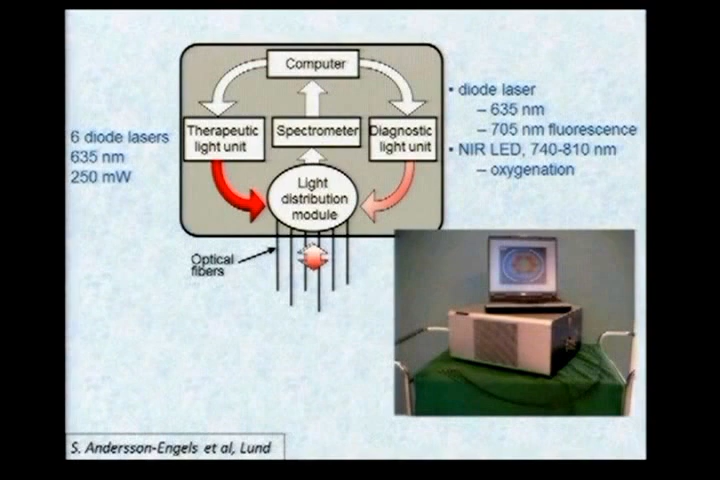 Computer
Therapeutic
light unit
Spectrometer
Diagnostic
light unit
Light
distribution
module
Optical
fibers
6 diode lasers
635 nm
250 mW
• diode laser
– 635 nm
– 705 nm fluorescence
• NIR LED, 740-810 nm
– oxygenation
S. Andersson-Engels et al, Lund